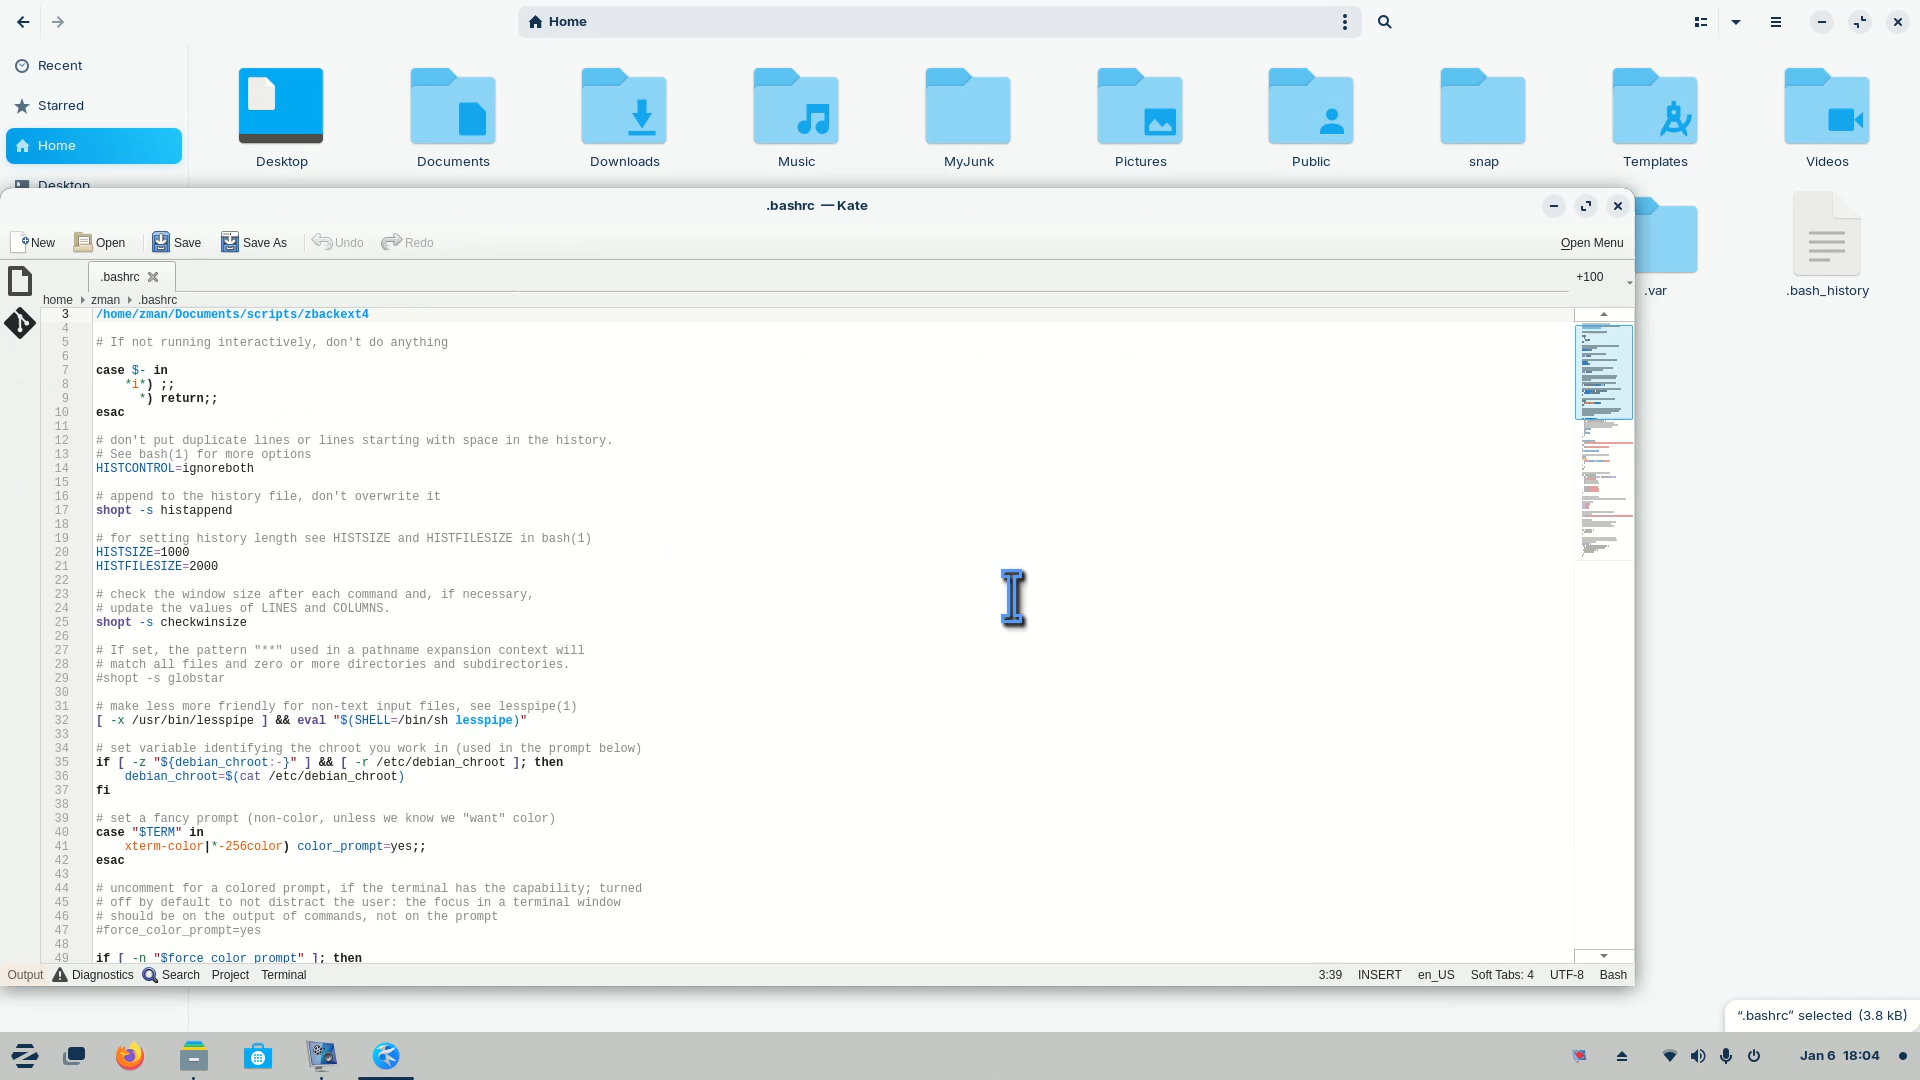 Home
Recent
Starred
Home
Desktop
Desktop
Documents
Downloads
Music
MyJunk
Pictures
Public
snap
Templates
Videos
.var
.bash_history
.bashrc — Kate
New
Open
Save
Save As
Undo
Redo
Open Menu
.bashrc
+100
home
zman
.bashrc
3 /home/zman/Documents/scripts/zbackext4
4
5 # If not running interactively, don't do anything
6
7 case $- in
8     *i*) ;;
9       *) return;;
10 esac
11
12 # don't put duplicate lines or lines starting with space in the history.
13 # See bash(1) for more options
14 HISTCONTROL=ignoreboth
15
16 # append to the history file, don't overwrite it
17 shopt -s histappend
18
19 # for setting history length see HISTSIZE and HISTFILESIZE in bash(1)
20 HISTSIZE=1000
21 HISTFILESIZE=2000
22
23 # check the window size after each command and, if necessary,
24 # update the values of LINES and COLUMNS.
25 shopt -s checkwinsize
26
27 # If set, the pattern "**" used in a pathname expansion context will
28 # match all files and zero or more directories and subdirectories.
29 #shopt -s globstar
30
31 # make less more friendly for non-text input files, see lesspipe(1)
32 [ -x /usr/bin/lesspipe ] && eval "$(SHELL=/bin/sh lesspipe)"
33
34 # set variable identifying the chroot you work in (used in the prompt below)
35 if [ -z "${debian_chroot:-}" ] && [ -r /etc/debian_chroot ]; then
36     debian_chroot=$(cat /etc/debian_chroot)
37 fi
38
39 # set a fancy prompt (non-color, unless we know we "want" color)
40 case "$TERM" in
41     xterm-color|*-256color) color_prompt=yes;;
42 esac
43
44 # uncomment for a colored prompt, if the terminal has the capability; turned
45 # off by default to not distract the user: the focus in a terminal window
46 # should be on the output of commands, not on the prompt
47 #force_color_prompt=yes
48
49 if [ -n "$force_color_prompt" ]; then
Output
Diagnostics
Search
Project
Terminal
3:39
INSERT
en_US
Soft Tabs: 4
UTF-8
Bash
“.bashrc” selected (3.8 kB)
Jan 6 18:04